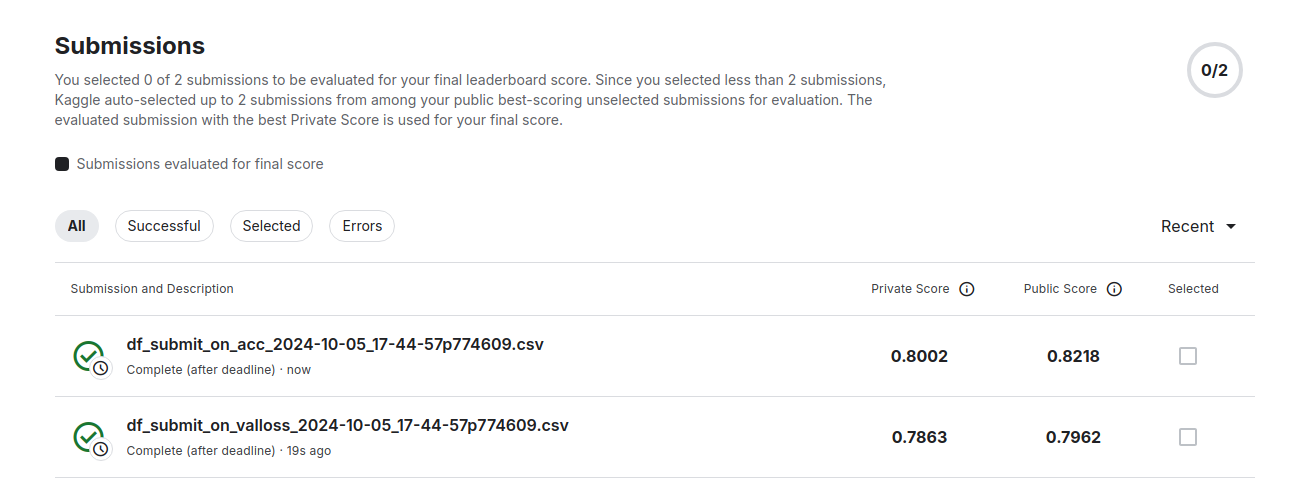 Submissions
0/2
You selected 0 of 2 submissions to be evaluated for your final leaderboard score. Since you selected less than 2 submissions,
Kaggle auto-selected up to 2 submissions from among your public best-scoring unselected submissions for evaluation. The
evaluated submission with the best Private Score is used for your final score.
Submissions evaluated for final score
All Successful Selected Errors Recent
Submission and Description Private Score Public Score Selected
df_submit_on_acc_2024-10-05_17-44-57p774609.csv 0.8002 0.8218
Complete (after deadline) · now
df_submit_on_valloss_2024-10-05_17-44-57p774609.csv 0.7863 0.7962
Complete (after deadline) · 19s ago